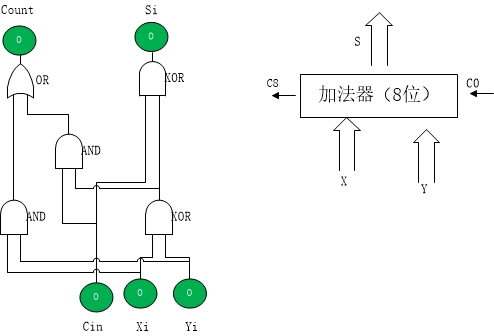 Count
Si
0
0
OR
XOR
AND
AND
XOR
0
0
0
Cin
Xi
Yi
S
C8
加法器（8位）
C0
X
Y